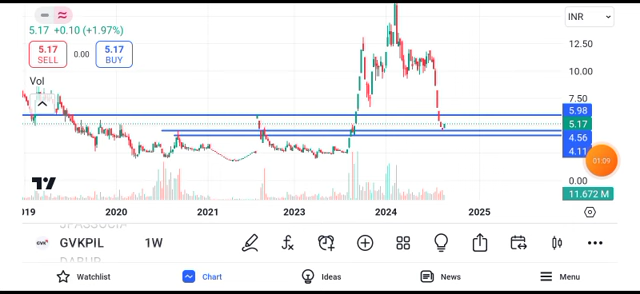 INR
5.17 +0.10 (+1.97%)
5.17
SELL
0.00
5.17
BUY
12.50
10.00
Vol
7.50
5.98
5.17
4.56
4.11
01:09
0.00
11.672 M
2020
2021
2023
2024
2025
GVKPIL
1W
Watchlist
Chart
Ideas
News
Menu